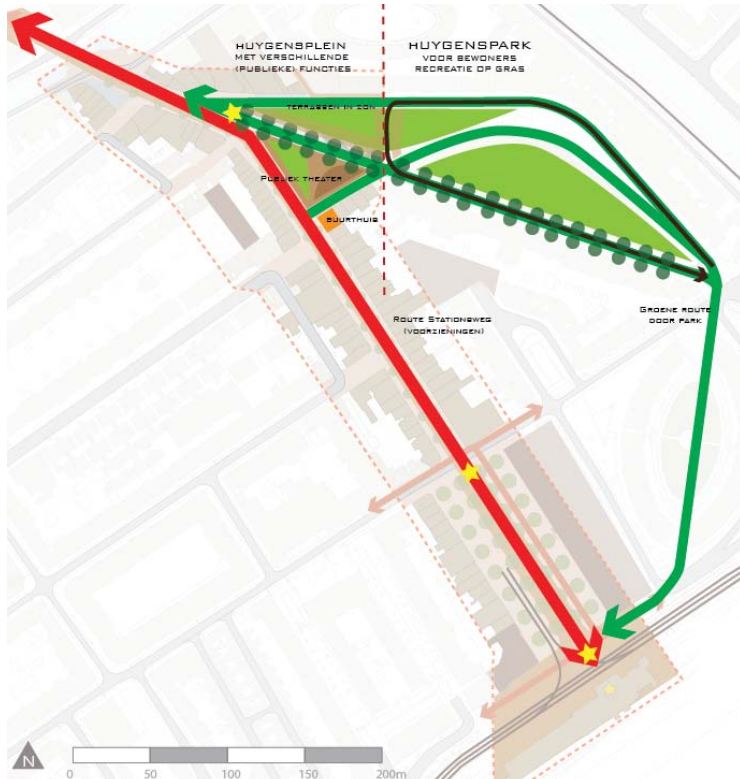 HUYGENSPLEIN
MET VERSCHILLENDE
(PUBLIEKE) FUNCTIES
HUYGENSPARK
VOOR BEWONERS
RECREATIE OP GRAS
TERRASSEN IN ZON
PUBLIEK THEATER
BUURTHUIS
ROUTE STATIONSWEG
(VOORZIENINGEN)
GROENE ROUTE
DOOR PARK
N
0 50 100 150 200m